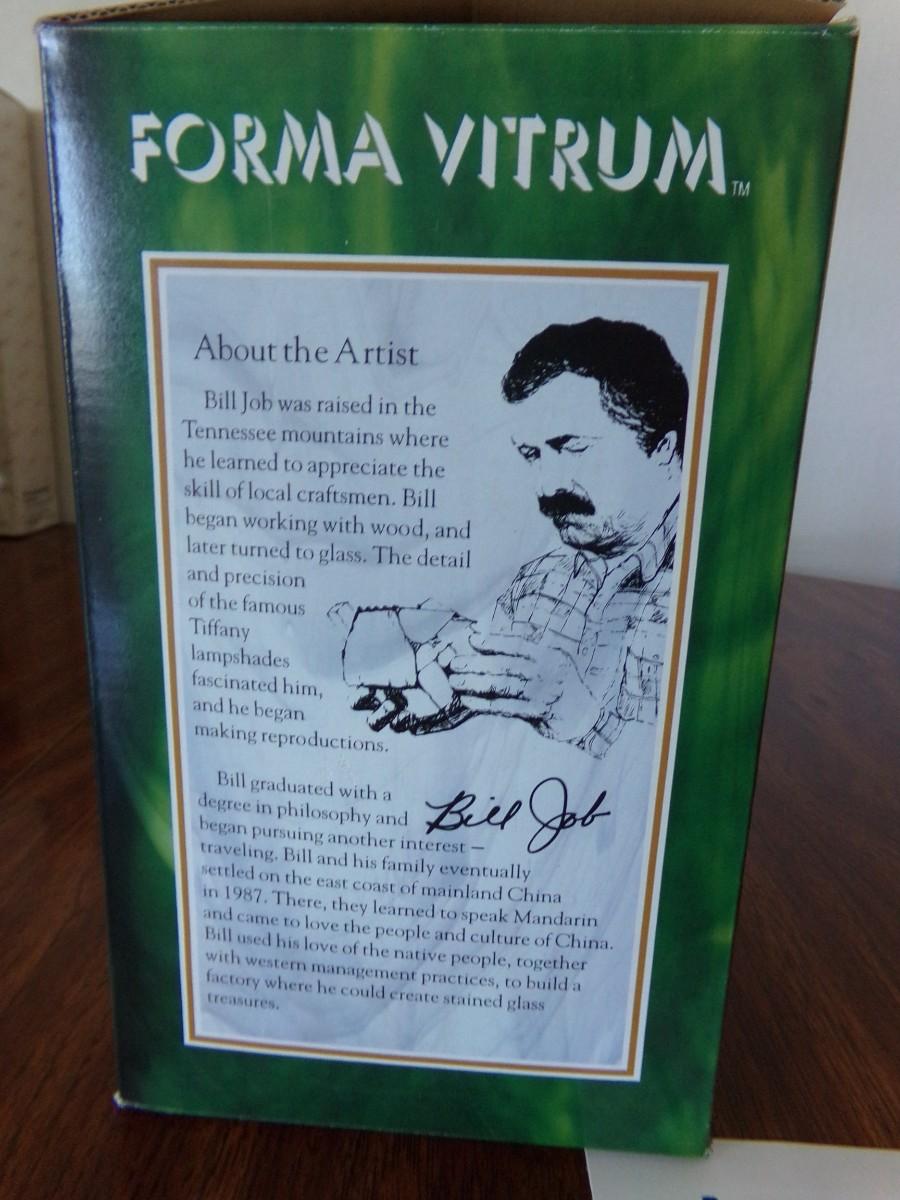 FORMA VITRUM™
About the Artist
Bill Job was raised in the
Tennessee mountains where
he learned to appreciate the
skill of local craftsmen. Bill
began working with wood, and
later turned to glass. The detail
and precision
of the famous
Tiffany
lampshades
fascinated him,
and he began
making reproductions.
Bill graduated with a
degree in philosophy and
began pursuing another interest –
traveling. Bill and his family eventually
settled on the east coast of mainland China
in 1987. There, they learned to speak Mandarin
and came to love the people and culture of China.
Bill used his love of the native people, together
with western management practices, to build a
factory where he could create stained glass
treasures.
Bill Job